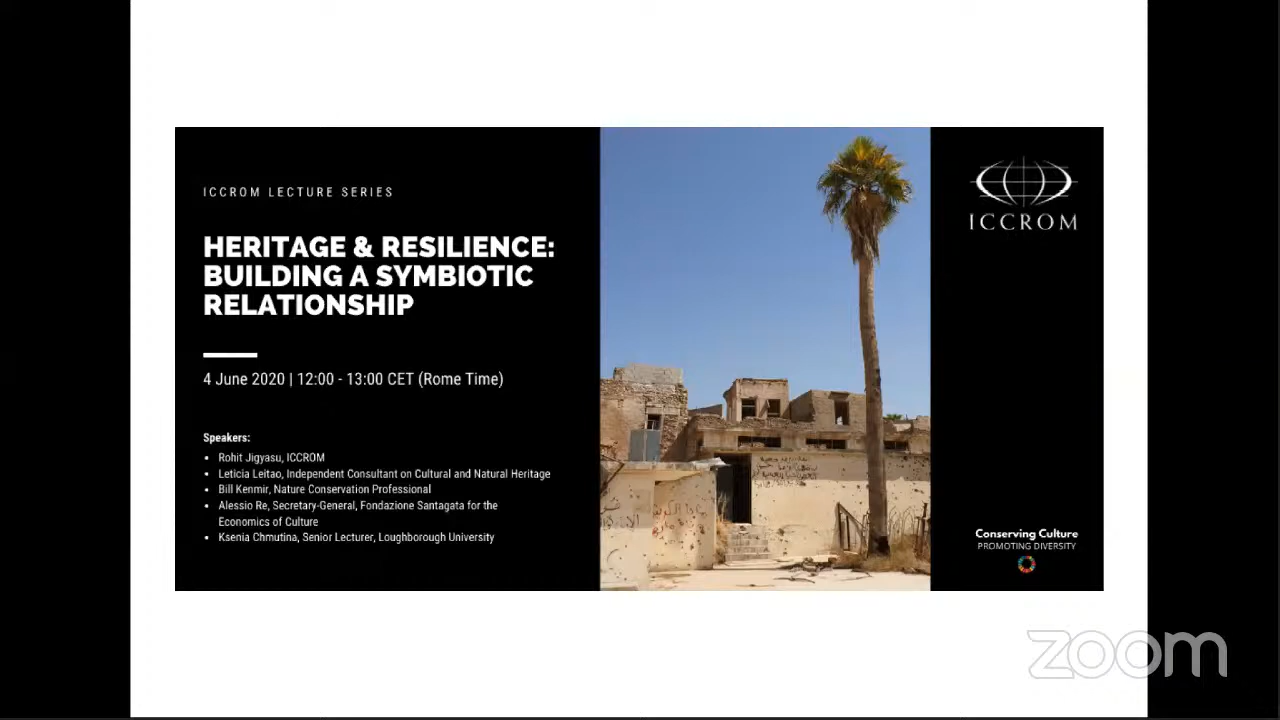 ICCROM LECTURE SERIES
HERITAGE & RESILIENCE:
BUILDING A SYMBIOTIC
RELATIONSHIP
4 June 2020 | 12:00 - 13:00 CET (Rome Time)
Speakers:
• Rohit Jigyasu, ICCROM
• Leticia Leitao, Independent Consultant on Cultural and Natural Heritage
• Bill Kenmir, Nature Conservation Professional
• Alessio Re, Secretary-General, Fondazione Santagata for the
Economics of Culture
• Ksenia Chmutina, Senior Lecturer, Loughborough University
ICCROM
Conserving Culture
PROMOTING DIVERSITY
zoom